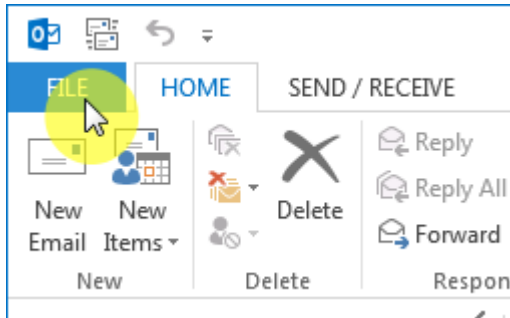 FILE HOME SEND / RECEIVE
Reply
Reply All
Forward
New Email
New Items
Delete
New Delete Respon